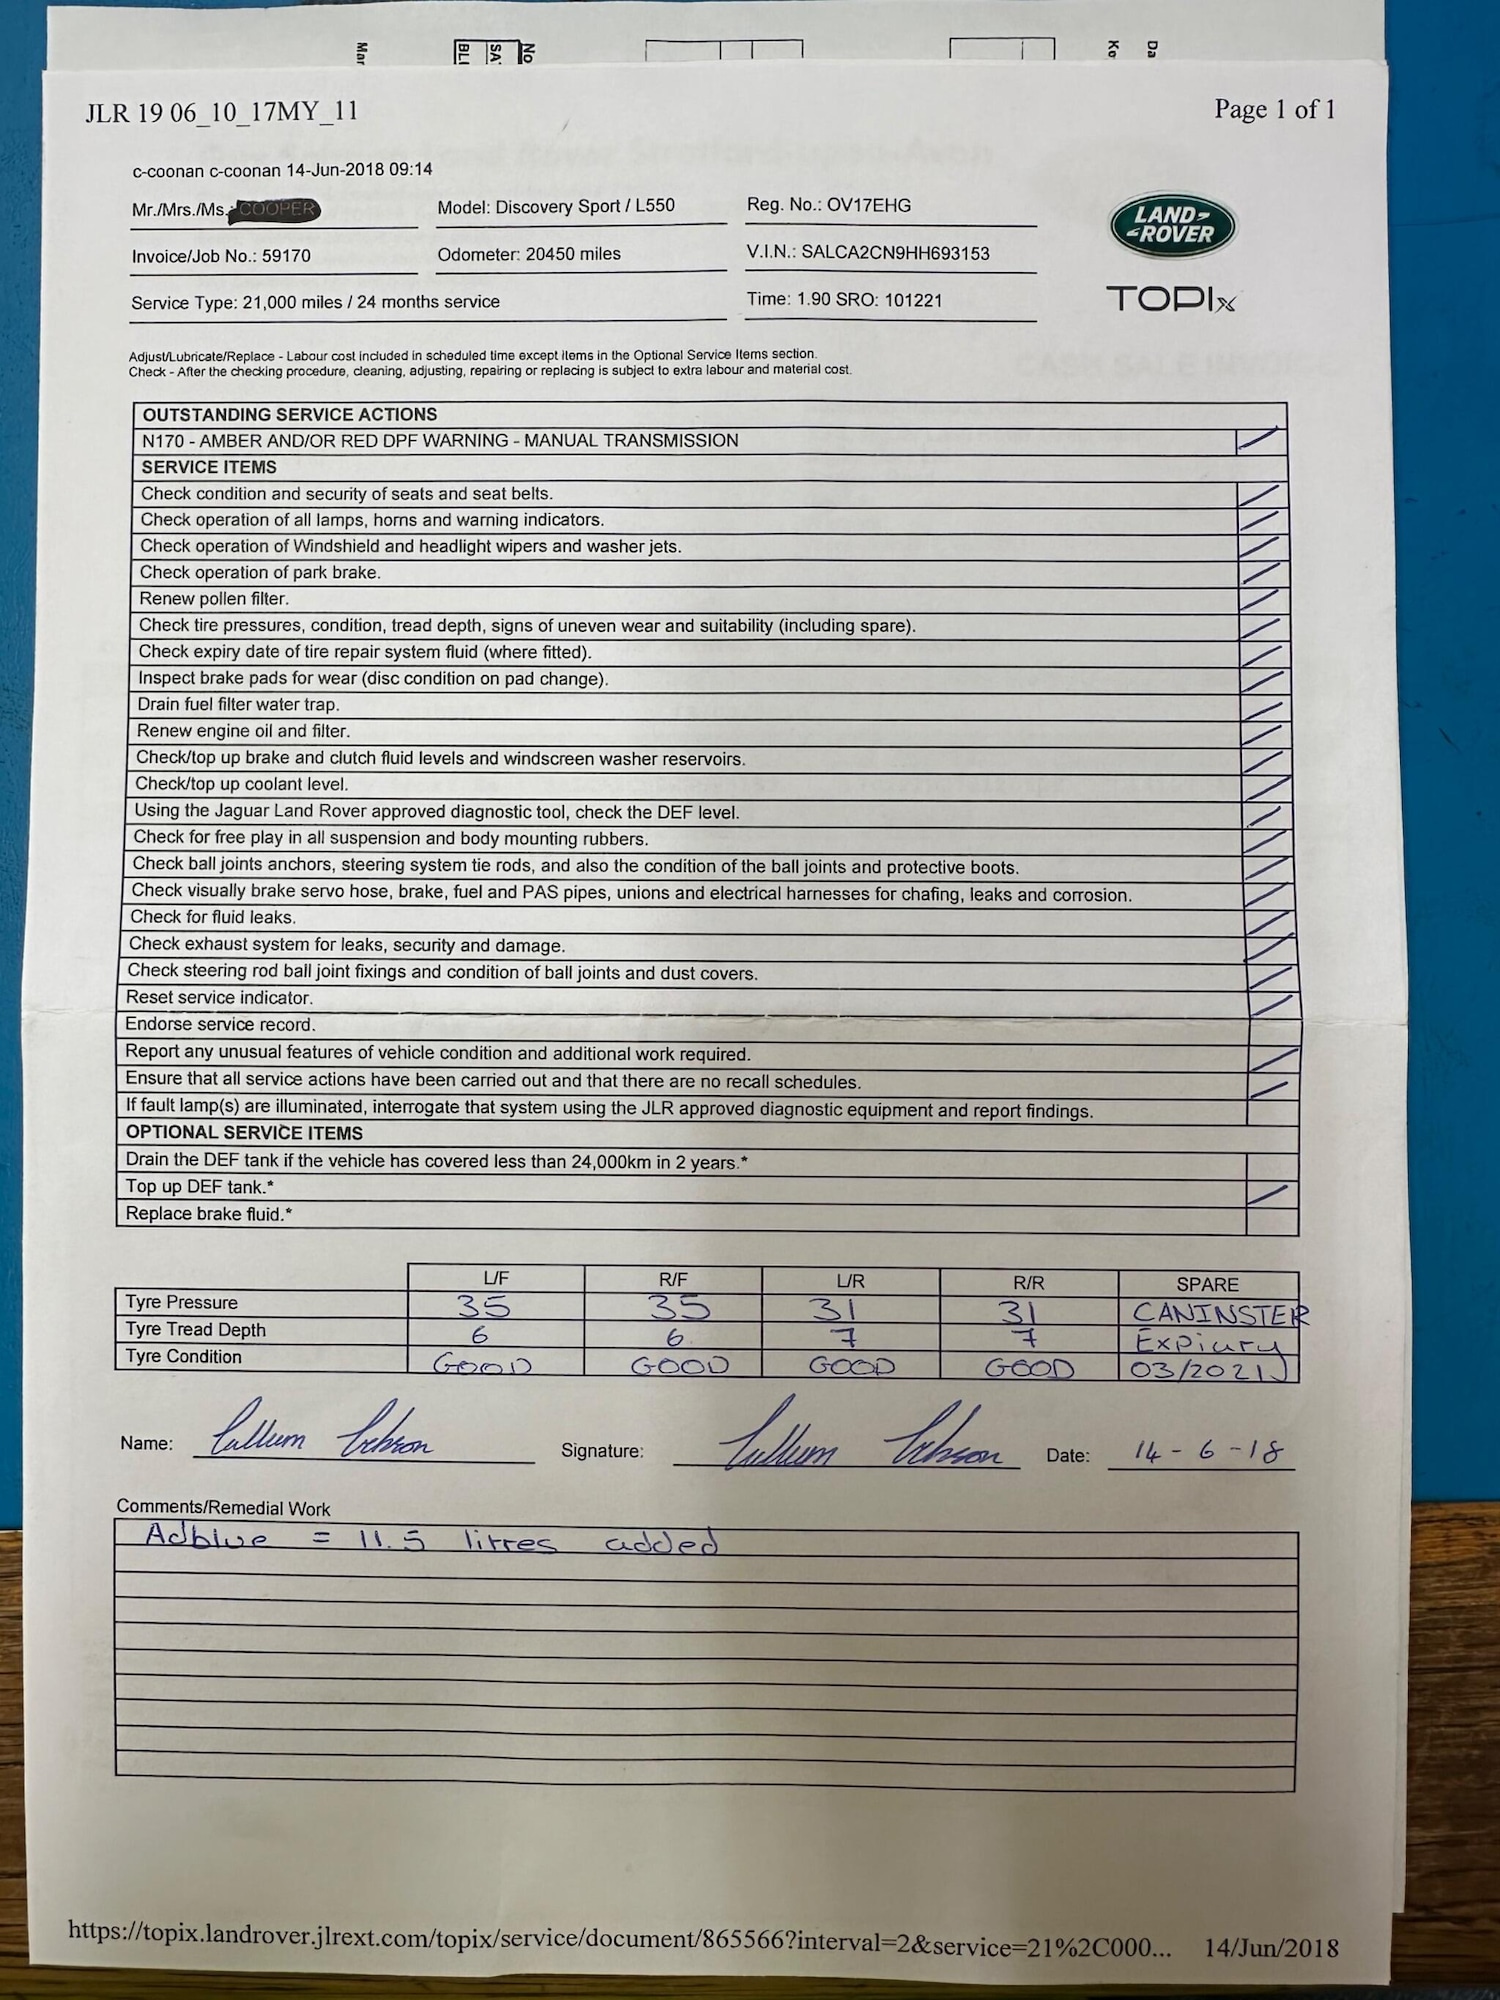 Mar
BLI
SA
No
Ko
Da
JLR 19 06_10_17MY_11
Page 1 of 1
c-coonan c-coonan 14-Jun-2018 09:14
Mr./Mrs./Ms.: COOPER
Model: Discovery Sport / L550
Reg. No.: OV17EHG
LAND-
-ROVER
Invoice/Job No.: 59170
Odometer: 20450 miles
V.I.N.: SALCA2CN9HH693153
Service Type: 21,000 miles / 24 months service
Time: 1.90 SRO: 101221
TOPIx
Adjust/Lubricate/Replace - Labour cost included in scheduled time except items in the Optional Service Items section.
Check - After the checking procedure, cleaning, adjusting, repairing or replacing is subject to extra labour and material cost.
OUTSTANDING SERVICE ACTIONS
N170 - AMBER AND/OR RED DPF WARNING - MANUAL TRANSMISSION
SERVICE ITEMS
Check condition and security of seats and seat belts.
Check operation of all lamps, horns and warning indicators.
Check operation of Windshield and headlight wipers and washer jets.
Check operation of park brake.
Renew pollen filter.
Check tire pressures, condition, tread depth, signs of uneven wear and suitability (including spare).
Check expiry date of tire repair system fluid (where fitted).
Inspect brake pads for wear (disc condition on pad change).
Drain fuel filter water trap.
Renew engine oil and filter.
Check/top up brake and clutch fluid levels and windscreen washer reservoirs.
Check/top up coolant level.
Using the Jaguar Land Rover approved diagnostic tool, check the DEF level.
Check for free play in all suspension and body mounting rubbers.
Check ball joints anchors, steering system tie rods, and also the condition of the ball joints and protective boots.
Check visually brake servo hose, brake, fuel and PAS pipes, unions and electrical harnesses for chafing, leaks and corrosion.
Check for fluid leaks.
Check exhaust system for leaks, security and damage.
Check steering rod ball joint fixings and condition of ball joints and dust covers.
Reset service indicator.
Endorse service record.
Report any unusual features of vehicle condition and additional work required.
Ensure that all service actions have been carried out and that there are no recall schedules.
If fault lamp(s) are illuminated, interrogate that system using the JLR approved diagnostic equipment and report findings.
OPTIONAL SERVICE ITEMS
Drain the DEF tank if the vehicle has covered less than 24,000km in 2 years.*
Top up DEF tank.*
Replace brake fluid.*
L/F R/F L/R R/R SPARE
Tyre Pressure 35 35 31 31 CANINSTER
Tyre Tread Depth 6 6 7 7 Expiury
Tyre Condition GOOD GOOD GOOD GOOD 03/2021
Name: Cullum
Signature: Cullum
Date: 14-6-18
Comments/Remedial Work
Adblue = 11.5 litres added
https://topix.landrover.jlrext.com/topix/service/document/865566?interval=2&service=21%2C000...
14/Jun/2018